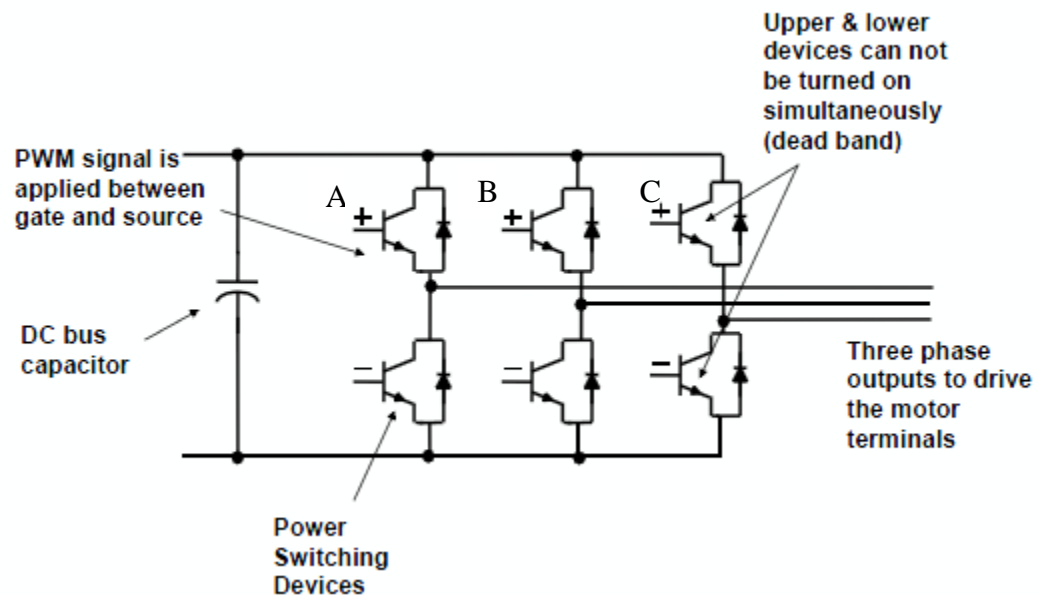 Upper & lower
devices can not
be turned on
simultaneously
(dead band)
PWM signal is
applied between
gate and source
A
B
C
+
+
+
DC bus
capacitor
−
−
−
Three phase
outputs to drive
the motor
terminals
Power
Switching
Devices